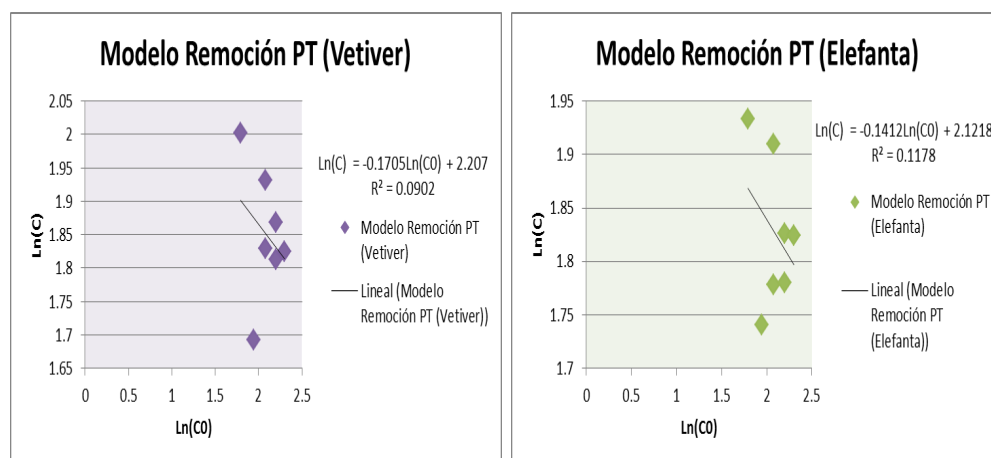 Modelo Remoción PT (Vetiver)
2.05
2
1.95
1.9
1.85
1.8
1.75
1.7
1.65
Ln(C)
0
0.5
1
1.5
2
2.5
Ln(C0)
Ln(C) = -0.1705Ln(C0) + 2.207
R² = 0.0902
Modelo Remoción PT
(Vetiver)
Lineal (Modelo
Remoción PT (Vetiver))
Modelo Remoción PT (Elefanta)
1.95
1.9
1.85
1.8
1.75
1.7
Ln(C)
0
0.5
1
1.5
2
2.5
Ln(C0)
Ln(C) = -0.1412Ln(C0) + 2.1218
R² = 0.1178
Modelo Remoción PT
(Elefanta)
Lineal (Modelo
Remoción PT
(Elefanta))